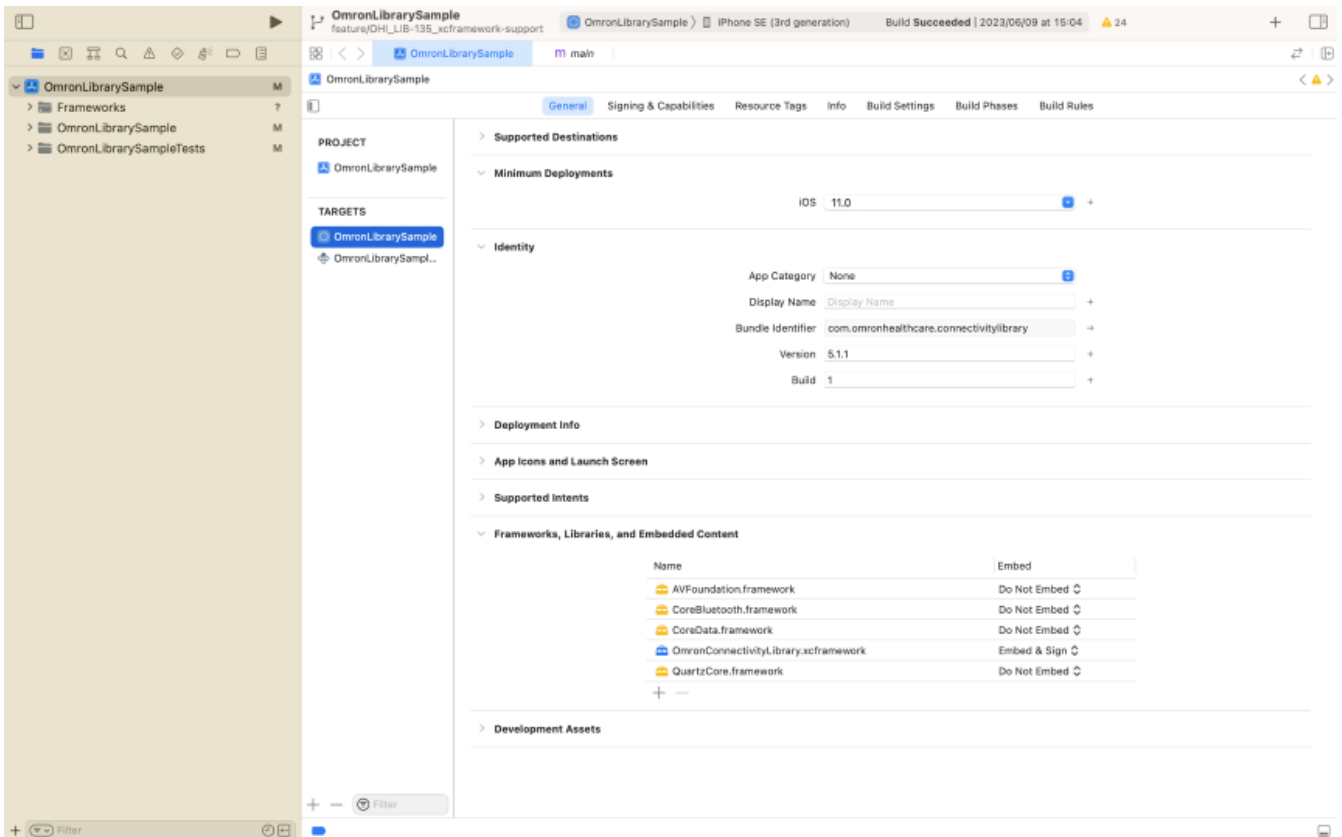 OmronLibrarySample
feature/OHI_LIB-135_xcframework-support
OmronLibrarySample
iPhone SE (3rd generation)
Build Succeeded | 2023/06/09 at 15:04
24
OmronLibrarySample
main
OmronLibrarySample
M
Frameworks
?
OmronLibrarySample
M
OmronLibrarySampleTests
M
OmronLibrarySample
General
Signing & Capabilities
Resource Tags
Info
Build Settings
Build Phases
Build Rules
PROJECT
OmronLibrarySample
TARGETS
OmronLibrarySample
OmronLibrarySampl...
Supported Destinations
Minimum Deployments
iOS 11.0
Identity
App Category None
Display Name Display Name
Bundle Identifier com.omronhealthcare.connectivitylibrary
Version 5.1.1
Build 1
Deployment Info
App Icons and Launch Screen
Supported Intents
Frameworks, Libraries, and Embedded Content
Name Embed
AVFoundation.framework Do Not Embed
CoreBluetooth.framework Do Not Embed
CoreData.framework Do Not Embed
OmronConnectivityLibrary.xcframework Embed & Sign
QuartzCore.framework Do Not Embed
Development Assets
Filter
Filter